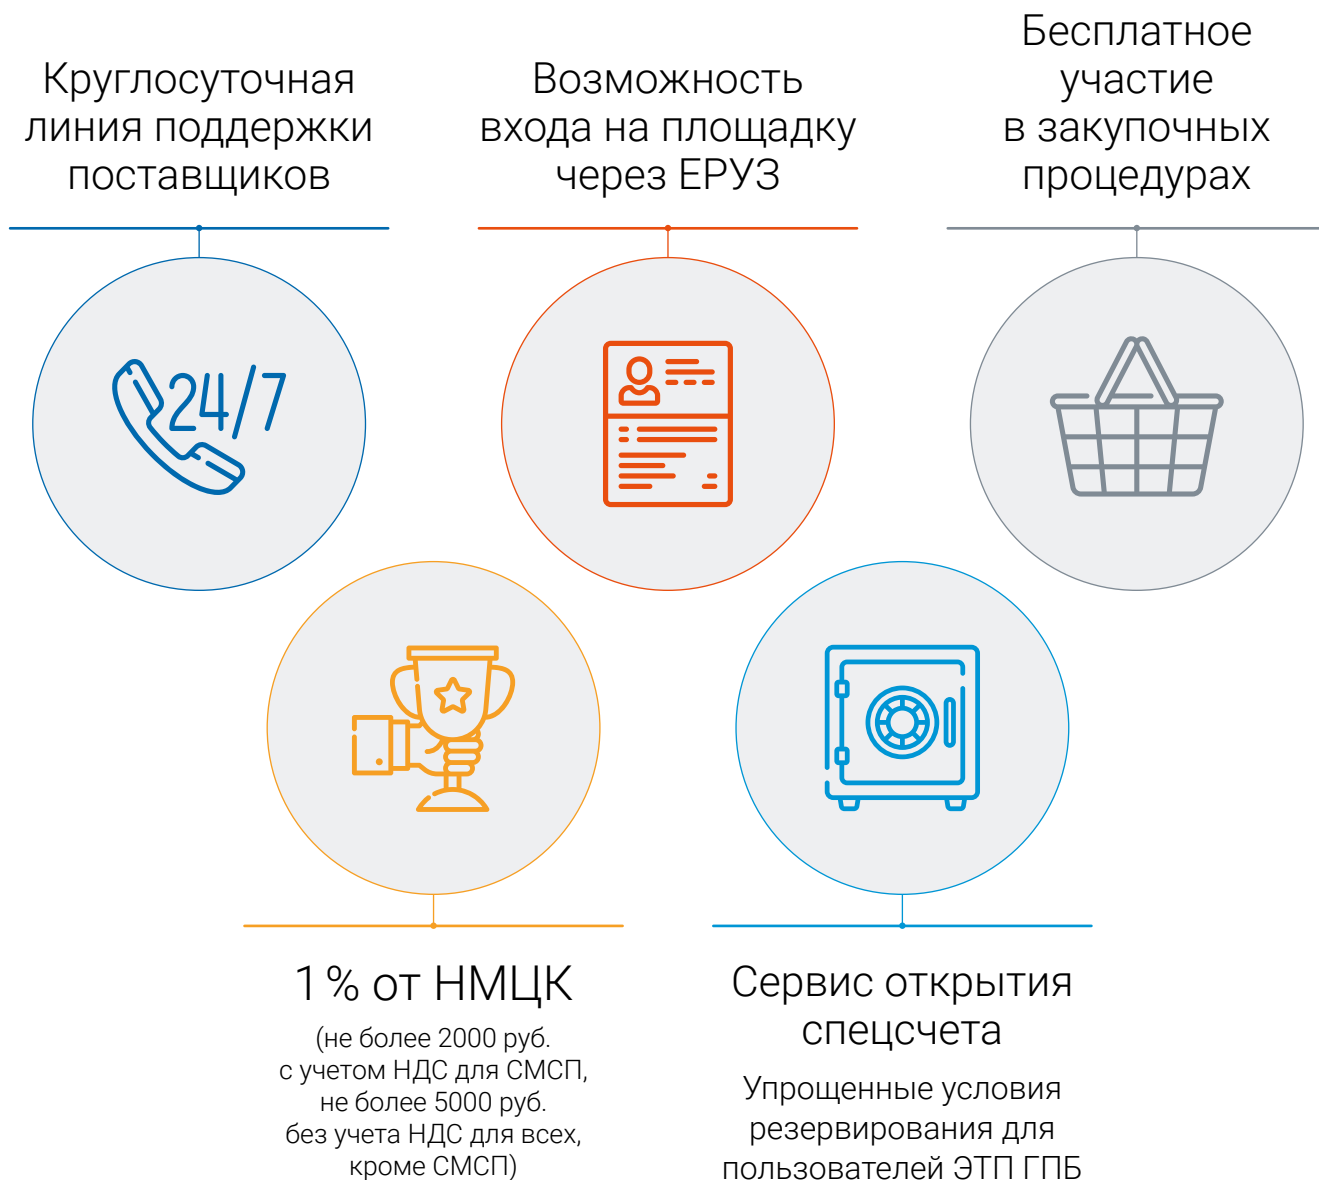 Круглосуточная
линия поддержки
поставщиков
Возможность
входа на площадку
через ЕРУЗ
Бесплатное
участие
в закупочных
процедурах
24/7
1% от НМЦК
(не более 2000 руб.
с учетом НДС для СМСП,
не более 5000 руб.
без учета НДС для всех,
кроме СМСП)
Сервис открытия
спецсчета
Упрощенные условия
резервирования для
пользователей ЭТП ГПБ